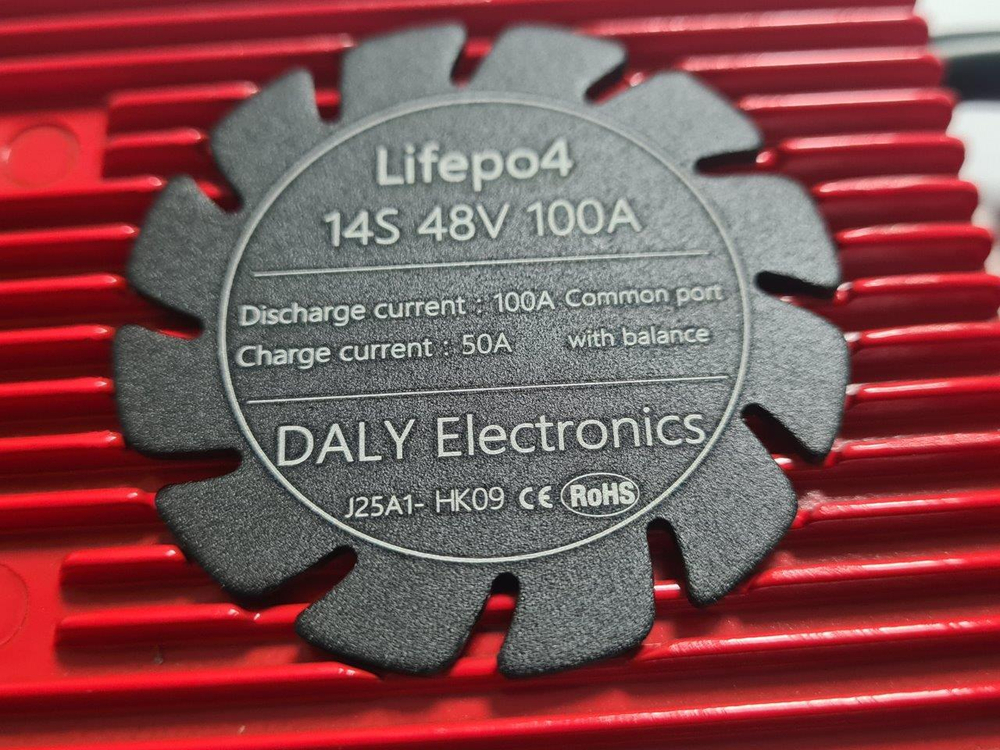 Lifepo4
14S 48V 100A
Discharge current : 100A Common port
Charge current : 50A with balance
DALY Electronics
J25A1- HK09 CE RoHS